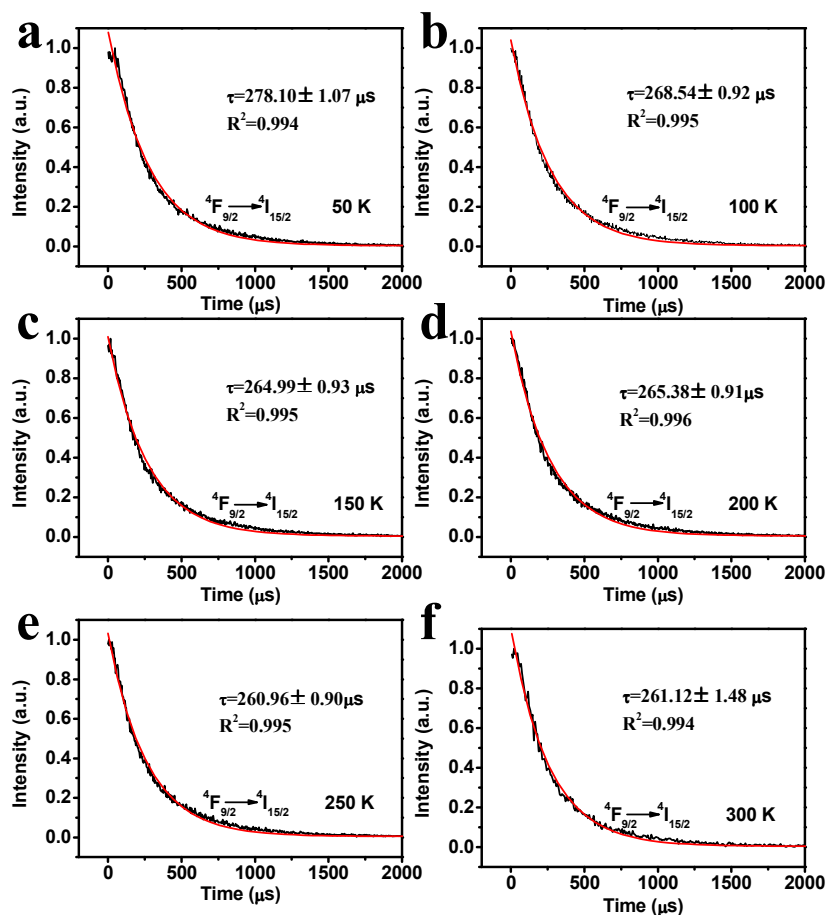 a
Intensity (a.u.)
1.0
0.8
0.6
0.4
0.2
0.0
τ=278.10± 1.07 μs
R²=0.994
⁴F₉/₂ → ⁴I₁₅/₂ 50 K
0 500 1000 1250 1500 2000
Time (μs)
b
Intensity (a.u.)
1.0
0.8
0.6
0.4
0.2
0.0
τ=268.54± 0.92 μs
R²=0.995
⁴F₉/₂ → ⁴I₁₅/₂ 100 K
0 500 1000 1250 1500 2000
Time (μs)
c
Intensity (a.u.)
1.0
0.8
0.6
0.4
0.2
0.0
τ=264.99± 0.93 μs
R²=0.995
⁴F₉/₂ → ⁴I₁₅/₂ 150 K
0 500 1000 1250 1500 2000
Time (μs)
d
Intensity (a.u.)
1.0
0.8
0.6
0.4
0.2
0.0
τ=265.38± 0.91μs
R²=0.996
⁴F₉/₂ → ⁴I₁₅/₂ 200 K
0 500 1000 1250 1500 2000
Time (μs)
e
Intensity (a.u.)
1.0
0.8
0.6
0.4
0.2
0.0
τ=260.96± 0.90μs
R²=0.995
⁴F₉/₂ → ⁴I₁₅/₂ 250 K
0 500 1000 1250 1500 2000
Time (μs)
f
Intensity (a.u.)
1.0
0.8
0.6
0.4
0.2
0.0
τ=261.12± 1.48 μs
R²=0.994
⁴F₉/₂ → ⁴I₁₅/₂ 300 K
0 500 1000 1250 1500 2000
Time (μs)